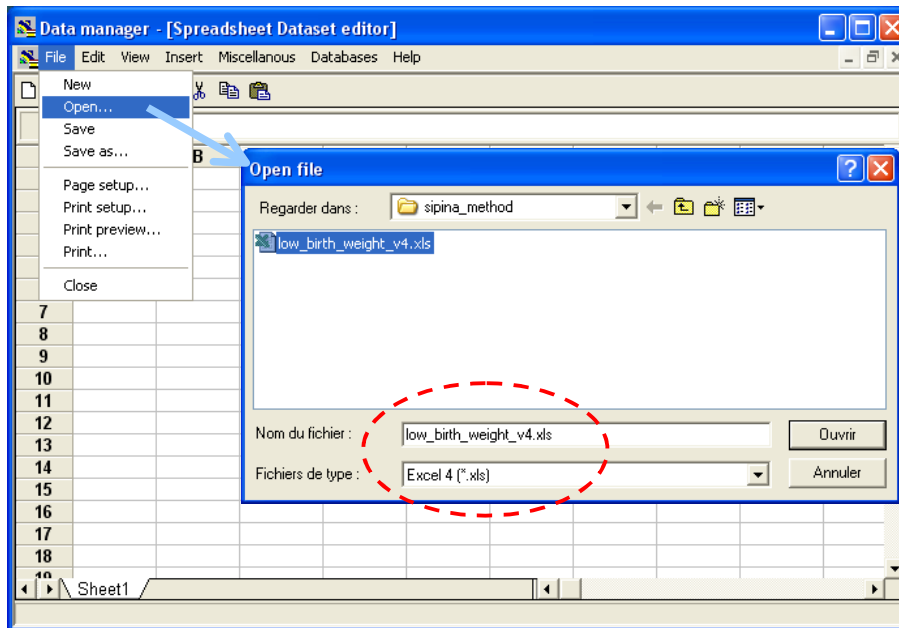 Data manager - [Spreadsheet Dataset editor]
File Edit View Insert Miscellanous Databases Help
New
Open...
Save
Save as...
Page setup...
Print setup...
Print preview...
Print...
Close
B
Open file
Regarder dans : sipina_method
low_birth_weight_v4.xls
Nom du fichier : low_birth_weight_v4.xls Ouvrir
Fichiers de type : Excel 4 (*.xls) Annuler
7
8
9
10
11
12
13
14
15
16
17
18
19
Sheet1